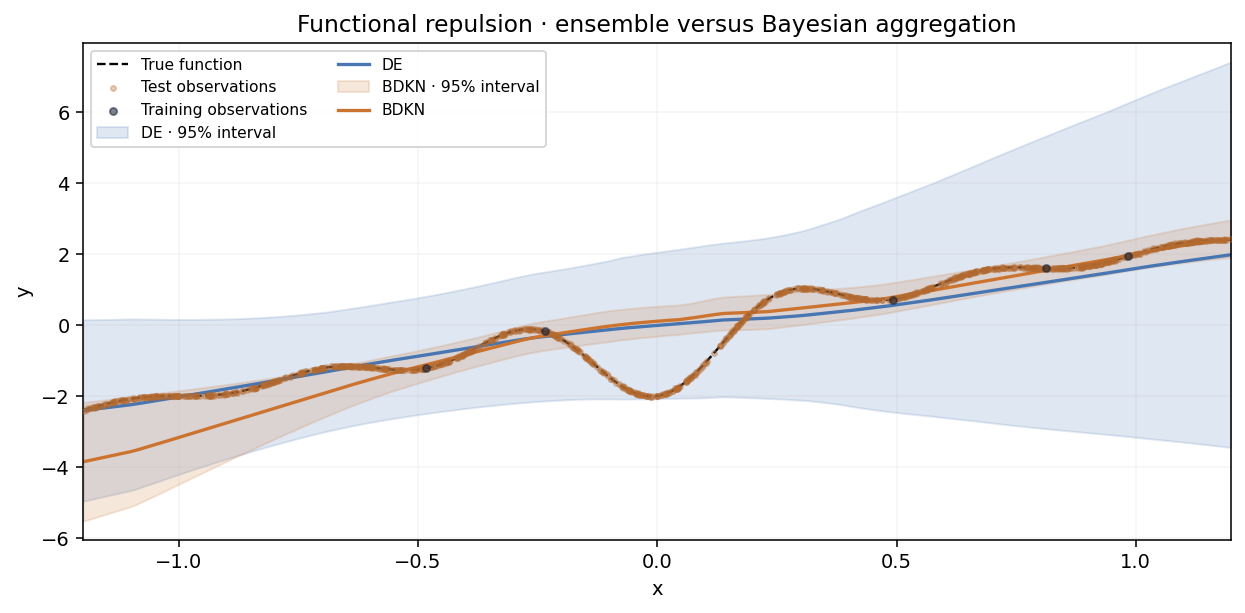 Functional repulsion · ensemble versus Bayesian aggregation
True function
Test observations
Training observations
DE · 95% interval
DE
BDKN · 95% interval
BDKN
y
6
4
2
0
−2
−4
−6
−1.0
−0.5
0.0
0.5
1.0
x